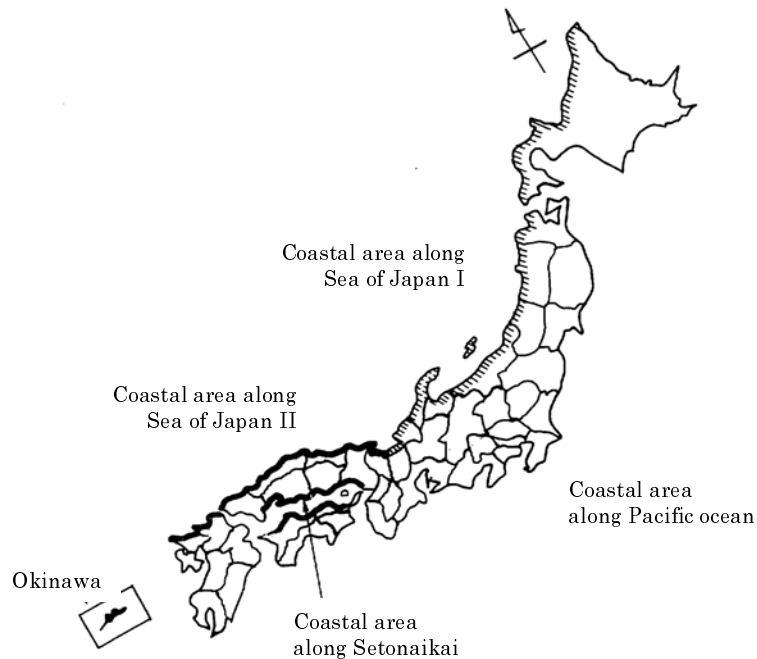 Coastal area along
Sea of Japan I
Coastal area along
Sea of Japan II
Coastal area
along Pacific ocean
Okinawa
Coastal area
along Setonaikai